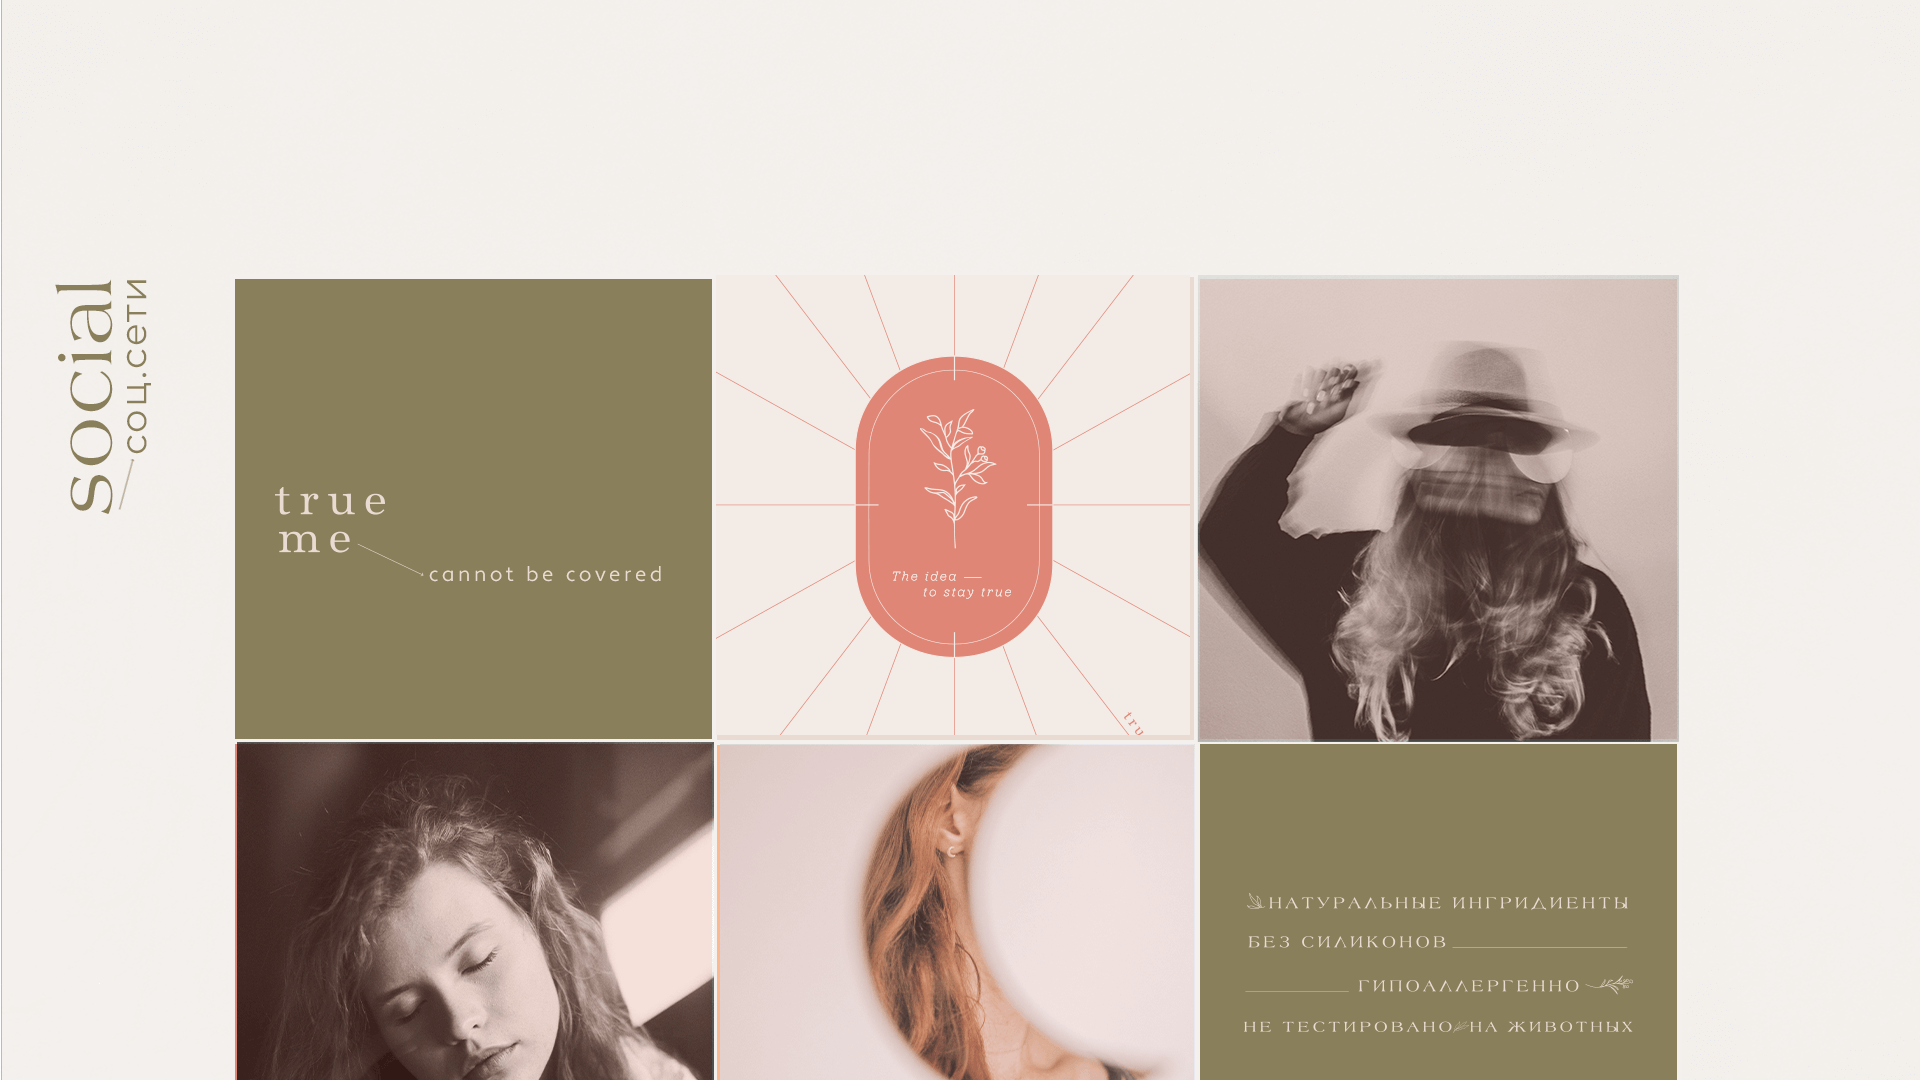 social
соц.сети
true
me
cannot be covered
The idea —
to stay true
tru
НАТУРАЛЬНЫЕ ИНГРИДИЕНТЫ
БЕЗ СИЛИКОНОВ
ГИПОАЛЛЕРГЕННО
НЕ ТЕСТИРОВАНО НА ЖИВОТНЫХ